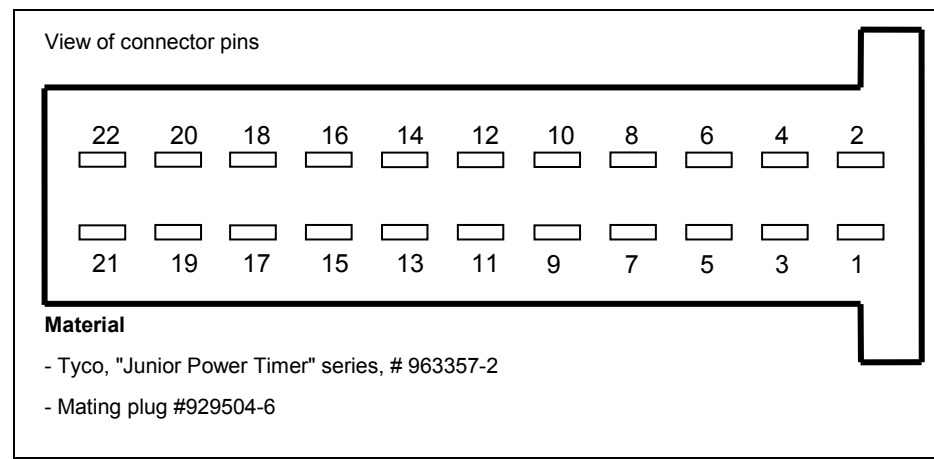 View of connector pins
22 20 18 16 14 12 10 8 6 4 2
21 19 17 15 13 11 9 7 5 3 1
Material
- Tyco, "Junior Power Timer" series, # 963357-2
- Mating plug #929504-6